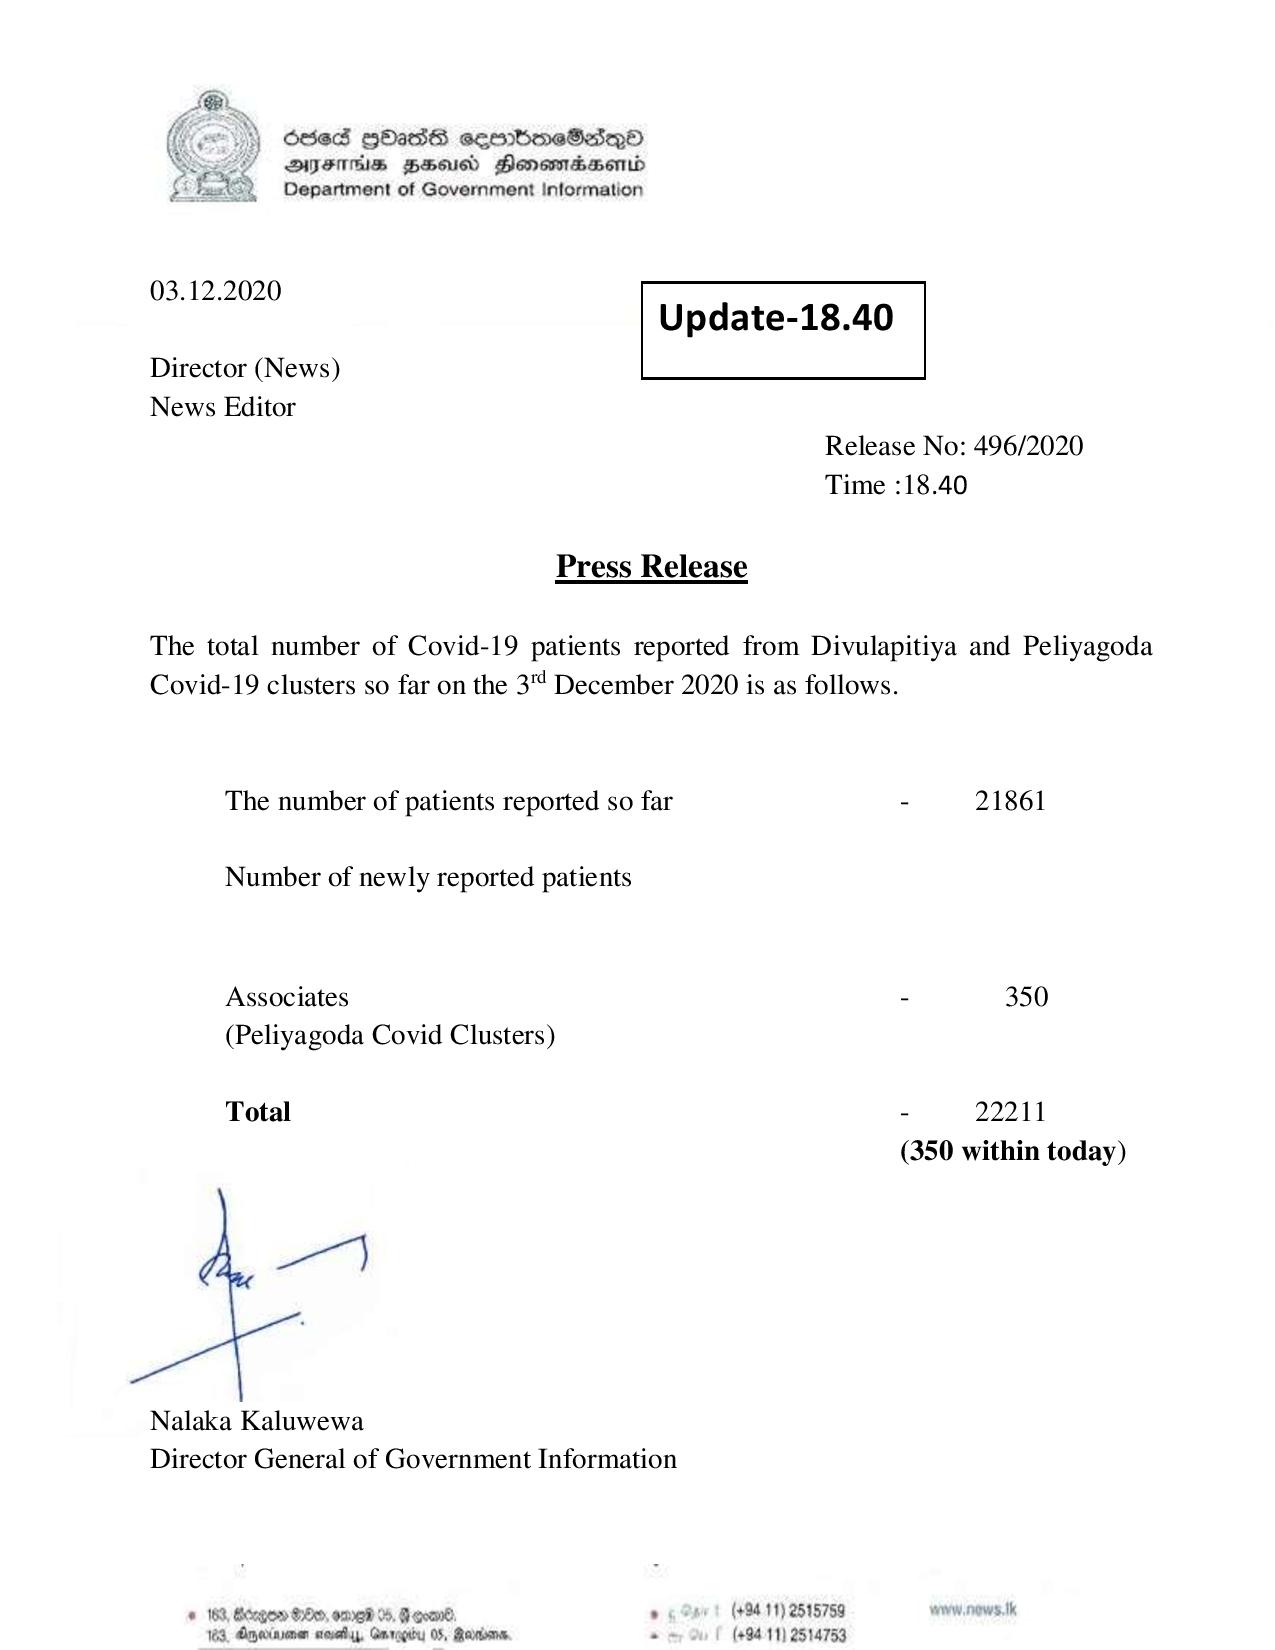 රජයේ ප්‍රවෘත්ති දෙපාර්තමේන්තුව
அரசாங்க தகவல் திணைக்களம்
Department of Government Information
03.12.2020
Update-18.40
Director (News)
News Editor
Release No: 496/2020
Time :18.40
Press Release
The total number of Covid-19 patients reported from Divulapitiya and Peliyagoda
Covid-19 clusters so far on the 3rd December 2020 is as follows.
The number of patients reported so far - 21861
Number of newly reported patients
Associates - 350
(Peliyagoda Covid Clusters)
Total - 22211
(350 within today)
Nalaka Kaluwewa
Director General of Government Information
163, කිරුලපන මාවත, කොළඹ 05, ශ්‍රී ලංකාව.
163, கிருலப்பனை எவனியூ, கொழும்பு 05, இலங்கை.
(+94 11) 2515759
(+94 11) 2514753
www.news.lk